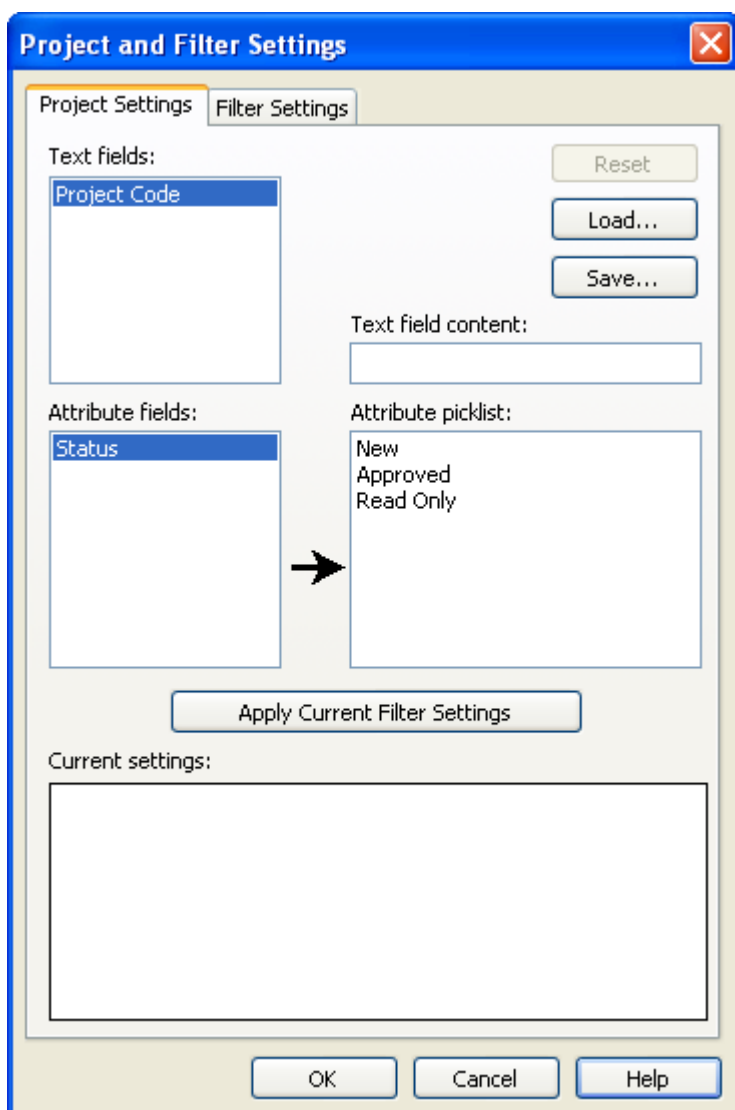 Project and Filter Settings
Project Settings
Filter Settings
Text fields:
Reset
Project Code
Load...
Save...
Text field content:
Attribute fields:
Attribute picklist:
Status
New
Approved
Read Only
Apply Current Filter Settings
Current settings:
OK
Cancel
Help